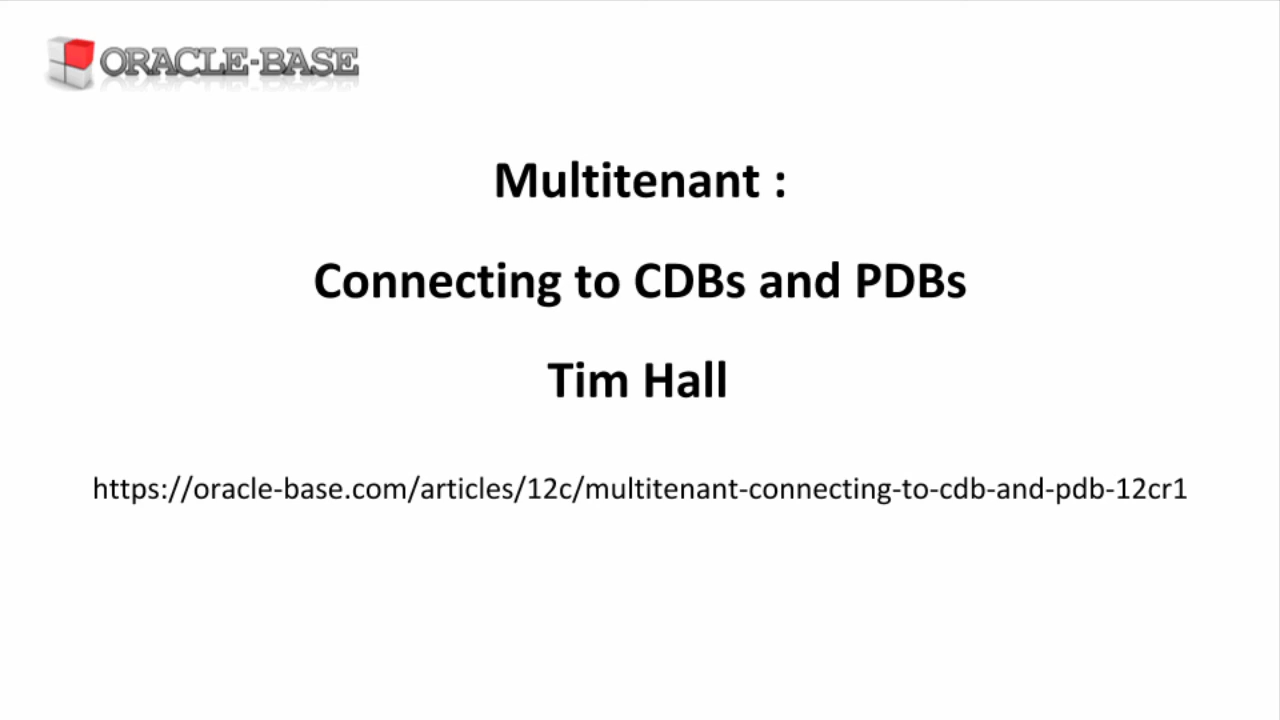 ORACLE-BASE
Multitenant :
Connecting to CDBs and PDBs
Tim Hall
https://oracle-base.com/articles/12c/multitenant-connecting-to-cdb-and-pdb-12cr1